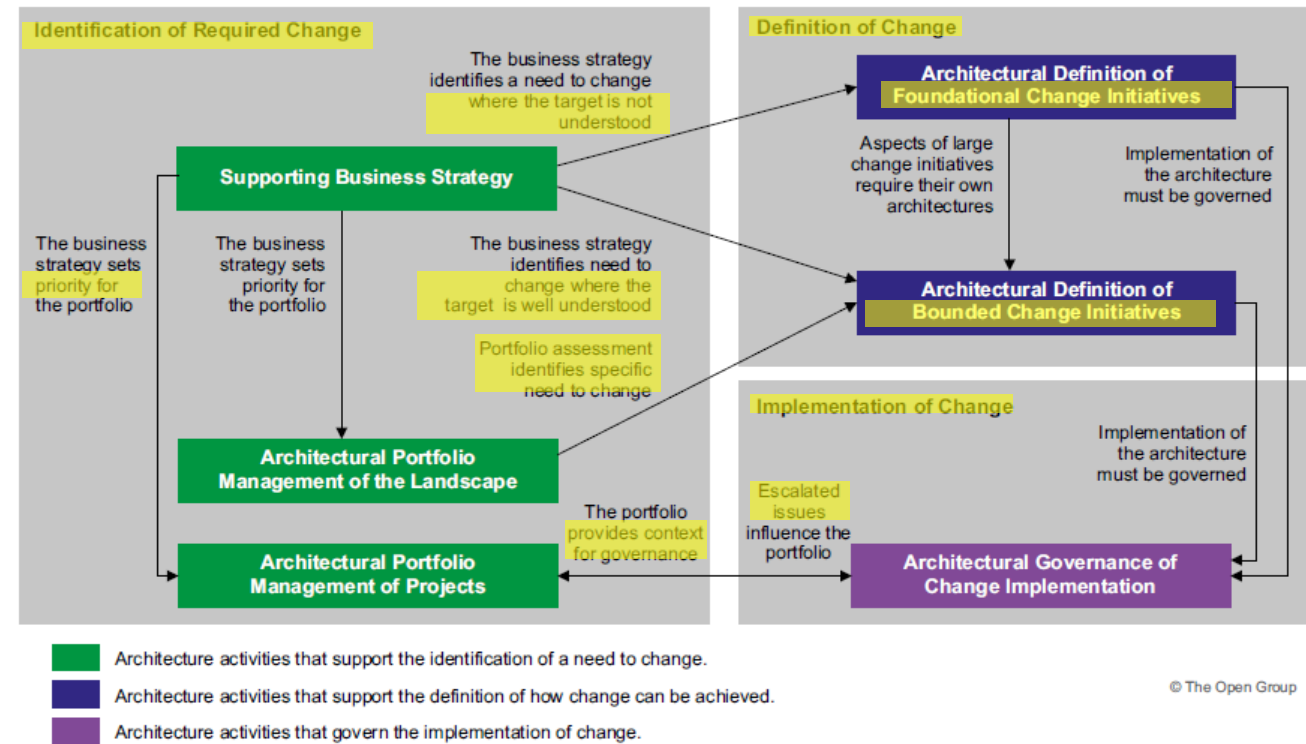 Identification of Required Change
The business strategy
identifies a need to change
where the target is not
understood
Supporting Business Strategy
The business
strategy sets
priority for
the portfolio
The business
strategy sets
priority for
the portfolio
The business strategy
identifies need to
change where the
target is well understood
Portfolio assessment
identifies specific
need to change
Architectural Portfolio
Management of the Landscape
The portfolio
provides context
for governance
Architectural Portfolio
Management of Projects
Definition of Change
Architectural Definition of
Foundational Change Initiatives
Aspects of large
change initiatives
require their own
architectures
Implementation of
the architecture
must be governed
Architectural Definition of
Bounded Change Initiatives
Implementation of Change
Implementation of
the architecture
must be governed
Escalated
issues
influence the
portfolio
Architectural Governance of
Change Implementation
Architecture activities that support the identification of a need to change.
Architecture activities that support the definition of how change can be achieved.
Architecture activities that govern the implementation of change.
© The Open Group